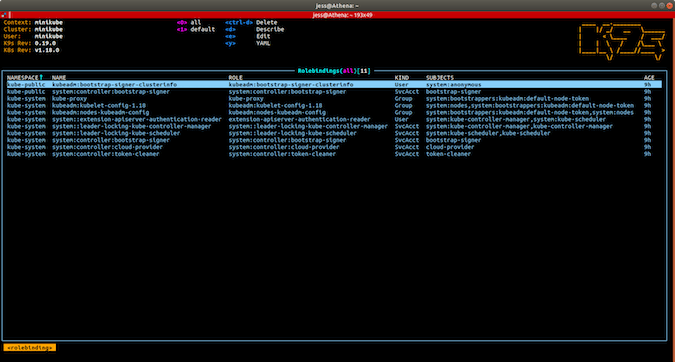 jess@Athena: ~
jess@Athena: ~ 193x49
Context: minikube <0> all <ctrl-d> Delete
Cluster: minikube <1> default <d> Describe
User: minikube <e> Edit
K9s Rev: 0.19.0 <y> YAML
K8s Rev: v1.18.0
Rolebindings(all)[11]
NAMESPACE↑ NAME ROLE KIND SUBJECTS AGE
kube-public kubeadm:bootstrap-signer-clusterinfo kubeadm:bootstrap-signer-clusterinfo User system:anonymous 9h
kube-public system:controller:bootstrap-signer system:controller:bootstrap-signer SvcAcct bootstrap-signer 9h
kube-system kube-proxy kube-proxy Group system:bootstrappers:kubeadm:default-node-token 9h
kube-system kubeadm:kubelet-config-1.18 kubeadm:kubelet-config-1.18 Group system:nodes,system:bootstrappers:kubeadm:default-node-token 9h
kube-system kubeadm:nodes-kubeadm-config kubeadm:nodes-kubeadm-config Group system:bootstrappers:kubeadm:default-node-token,system:nodes 9h
kube-system system::extension-apiserver-authentication-reader extension-apiserver-authentication-reader User system:kube-controller-manager,system:kube-scheduler 9h
kube-system system::leader-locking-kube-controller-manager system::leader-locking-kube-controller-manager SvcAcct system:kube-controller-manager,kube-controller-manager 9h
kube-system system::leader-locking-kube-scheduler system::leader-locking-kube-scheduler SvcAcct system:kube-scheduler,kube-scheduler 9h
kube-system system:controller:bootstrap-signer system:controller:bootstrap-signer SvcAcct bootstrap-signer 9h
kube-system system:controller:cloud-provider system:controller:cloud-provider SvcAcct cloud-provider 9h
kube-system system:controller:token-cleaner system:controller:token-cleaner SvcAcct token-cleaner 9h
<rolebinding>